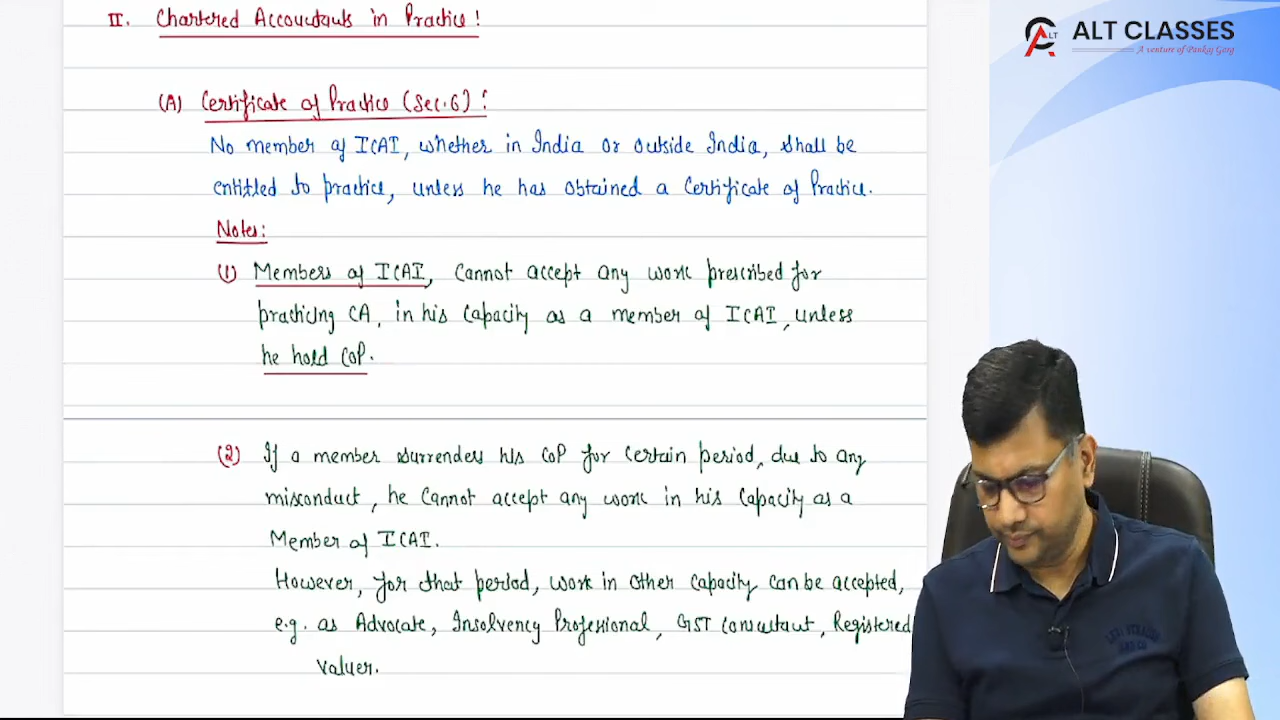 II. Chartered Accountants in Practice!
ALT
ALT CLASSES
A venture of Pankaj Garg
(A) Certificate of Practice (Sec.6):
No member of ICAI, whether in India or outside India, shall be
entitled to practice, unless he has obtained a Certificate of Practice.
Notes:
(1) Members of ICAI, cannot accept any work prescribed for
practicing CA, in his capacity as a member of ICAI, unless
he hold COP.
(2) If a member surrenders his COP for certain period, due to any
misconduct, he cannot accept any work in his capacity as a
Member of ICAI.
However, for that period, work in other capacity can be accepted,
e.g. as Advocate, Insolvency Professional, GST Consultant, Registered
valuer.